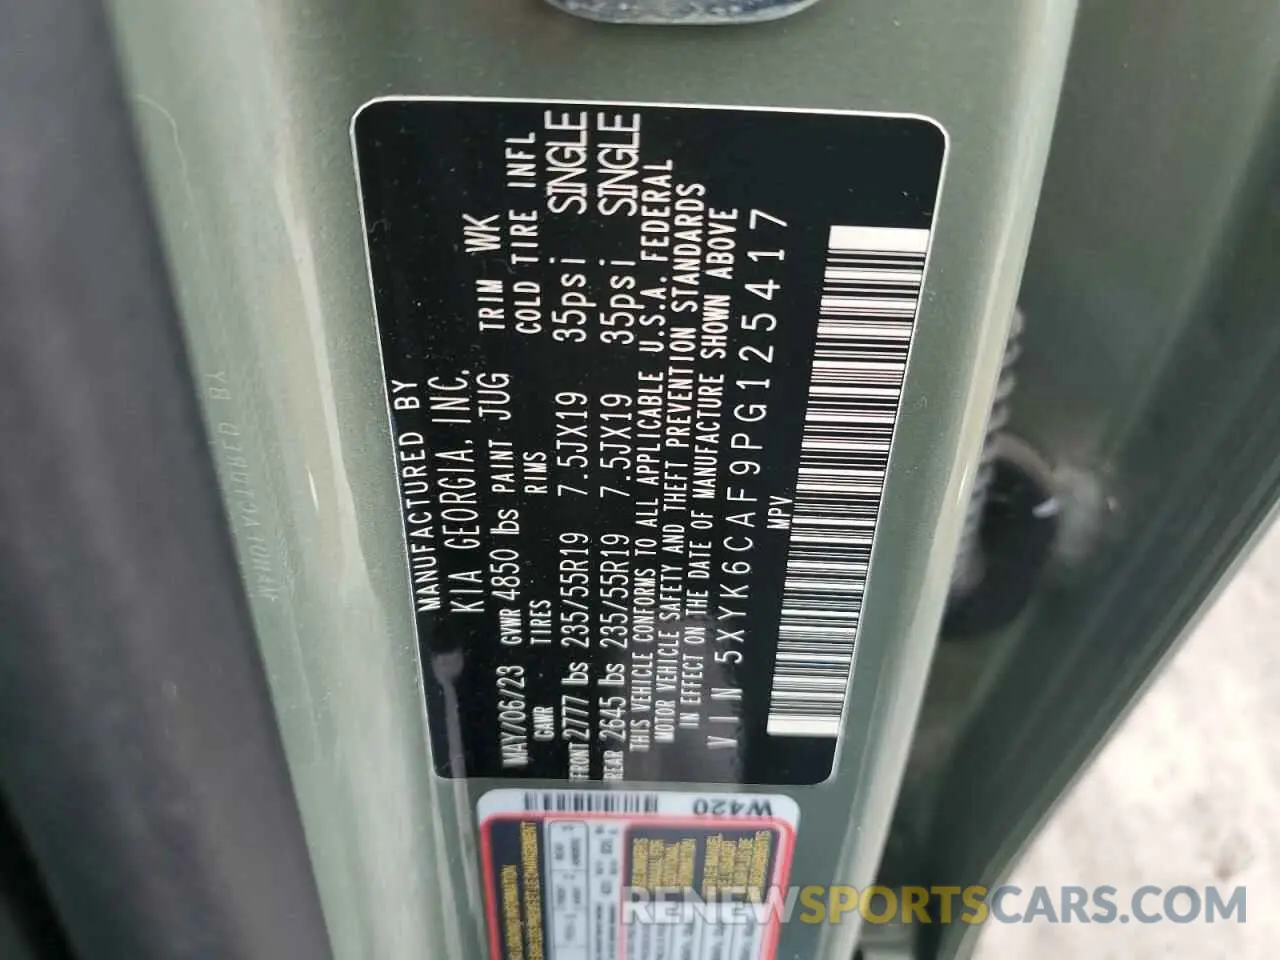 MANUFACTURED BY
KIA GEORGIA, INC.
MAY/06/23 GVWR 4850 lbs PAINT JUG TRIM WK
GAWR TIRES RIMS COLD TIRE INFL
FRONT 2777 lbs 235/55R19 7.5JX19 35psi SINGLE
REAR 2645 lbs 235/55R19 7.5JX19 35psi SINGLE
THIS VEHICLE CONFORMS TO ALL APPLICABLE U.S.A. FEDERAL
MOTOR VEHICLE SAFETY AND THEFT PREVENTION STANDARDS
IN EFFECT ON THE DATE OF MANUFACTURE SHOWN ABOVE
VIN 5XYK6CAF9PG125417
MPV
W420
RENEWSPORTSCARS.COM